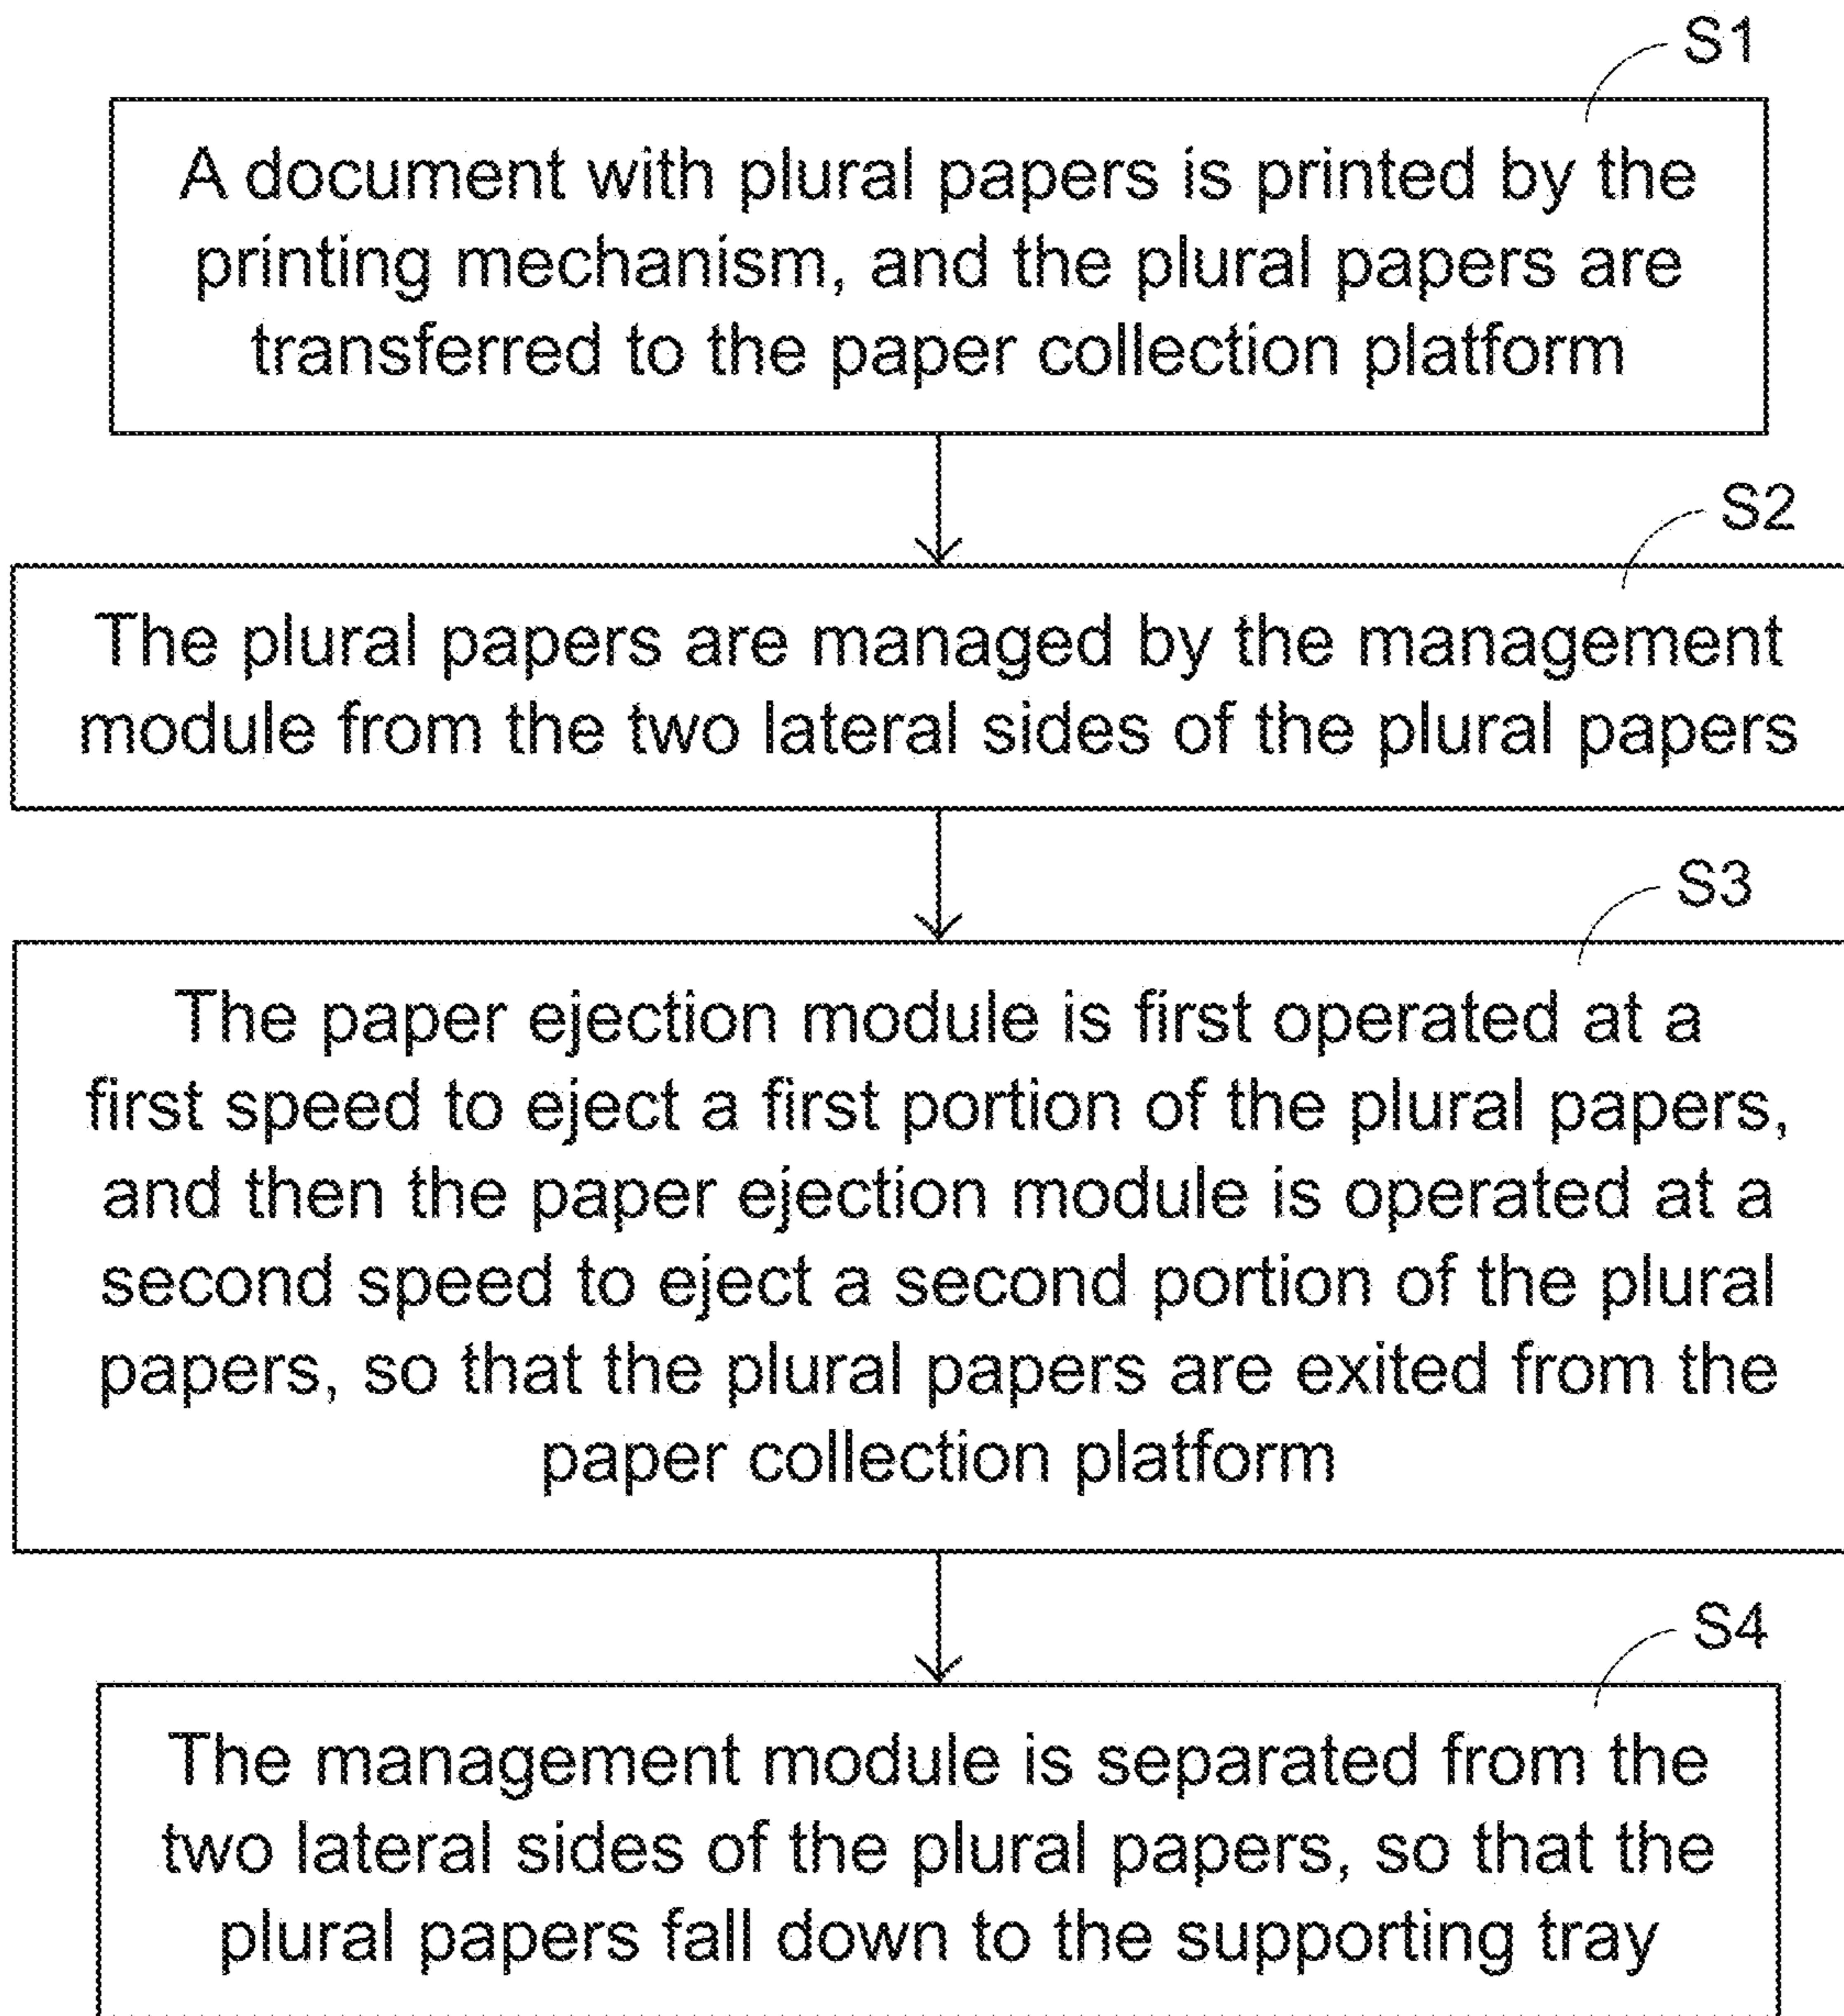 S1
A document with plural papers is printed by the
printing mechanism, and the plural papers are
transferred to the paper collection platform
S2
The plural papers are managed by the management
module from the two lateral sides of the plural papers
S3
The paper ejection module is first operated at a
first speed to eject a first portion of the plural papers,
and then the paper ejection module is operated at a
second speed to eject a second portion of the plural
papers, so that the plural papers are exited from the
paper collection platform
S4
The management module is separated from the
two lateral sides of the plural papers, so that the
plural papers fall down to the supporting tray